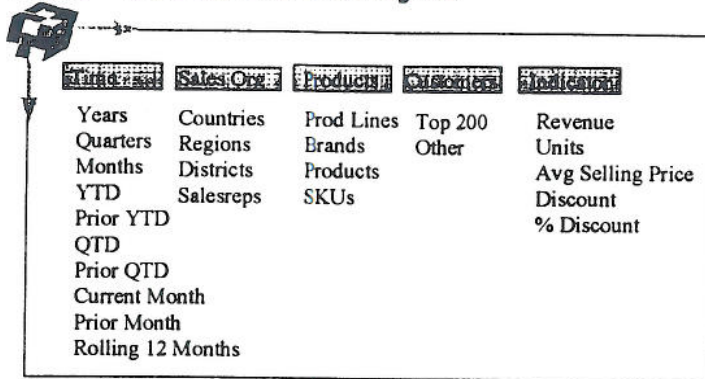 Time
Sales Org
Products
Customers
Indicators
Years
Quarters
Months
YTD
Prior YTD
QTD
Prior QTD
Current Month
Prior Month
Rolling 12 Months
Countries
Regions
Districts
Salesreps
Prod Lines
Brands
Products
SKUs
Top 200
Other
Revenue
Units
Avg Selling Price
Discount
% Discount